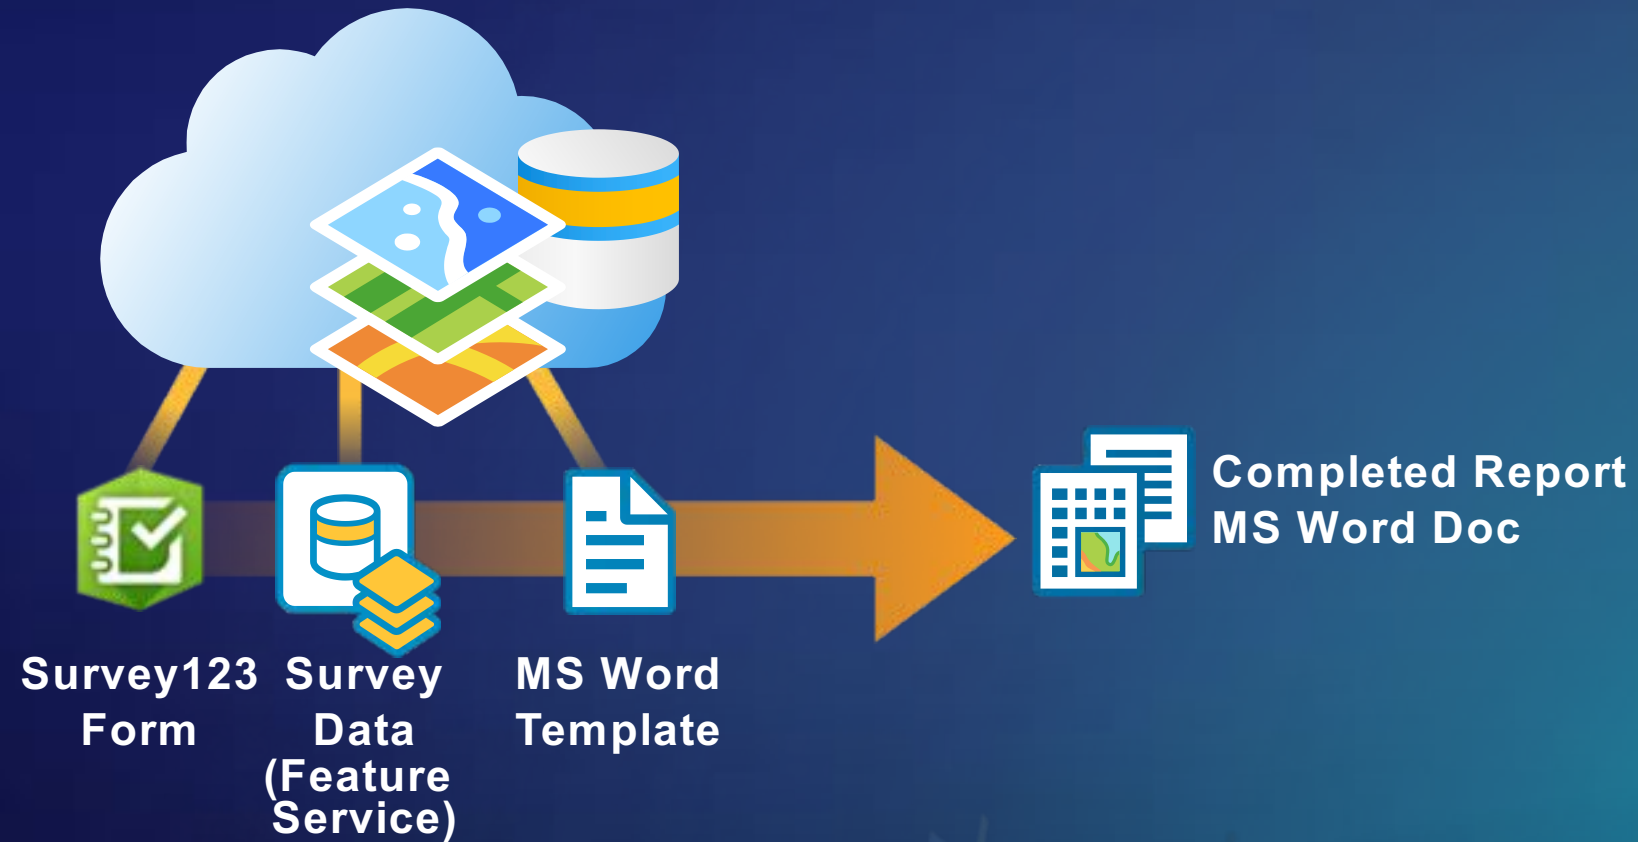 Completed Report
MS Word Doc
Survey123
Form
Survey
Data
(Feature
Service)
MS Word
Template